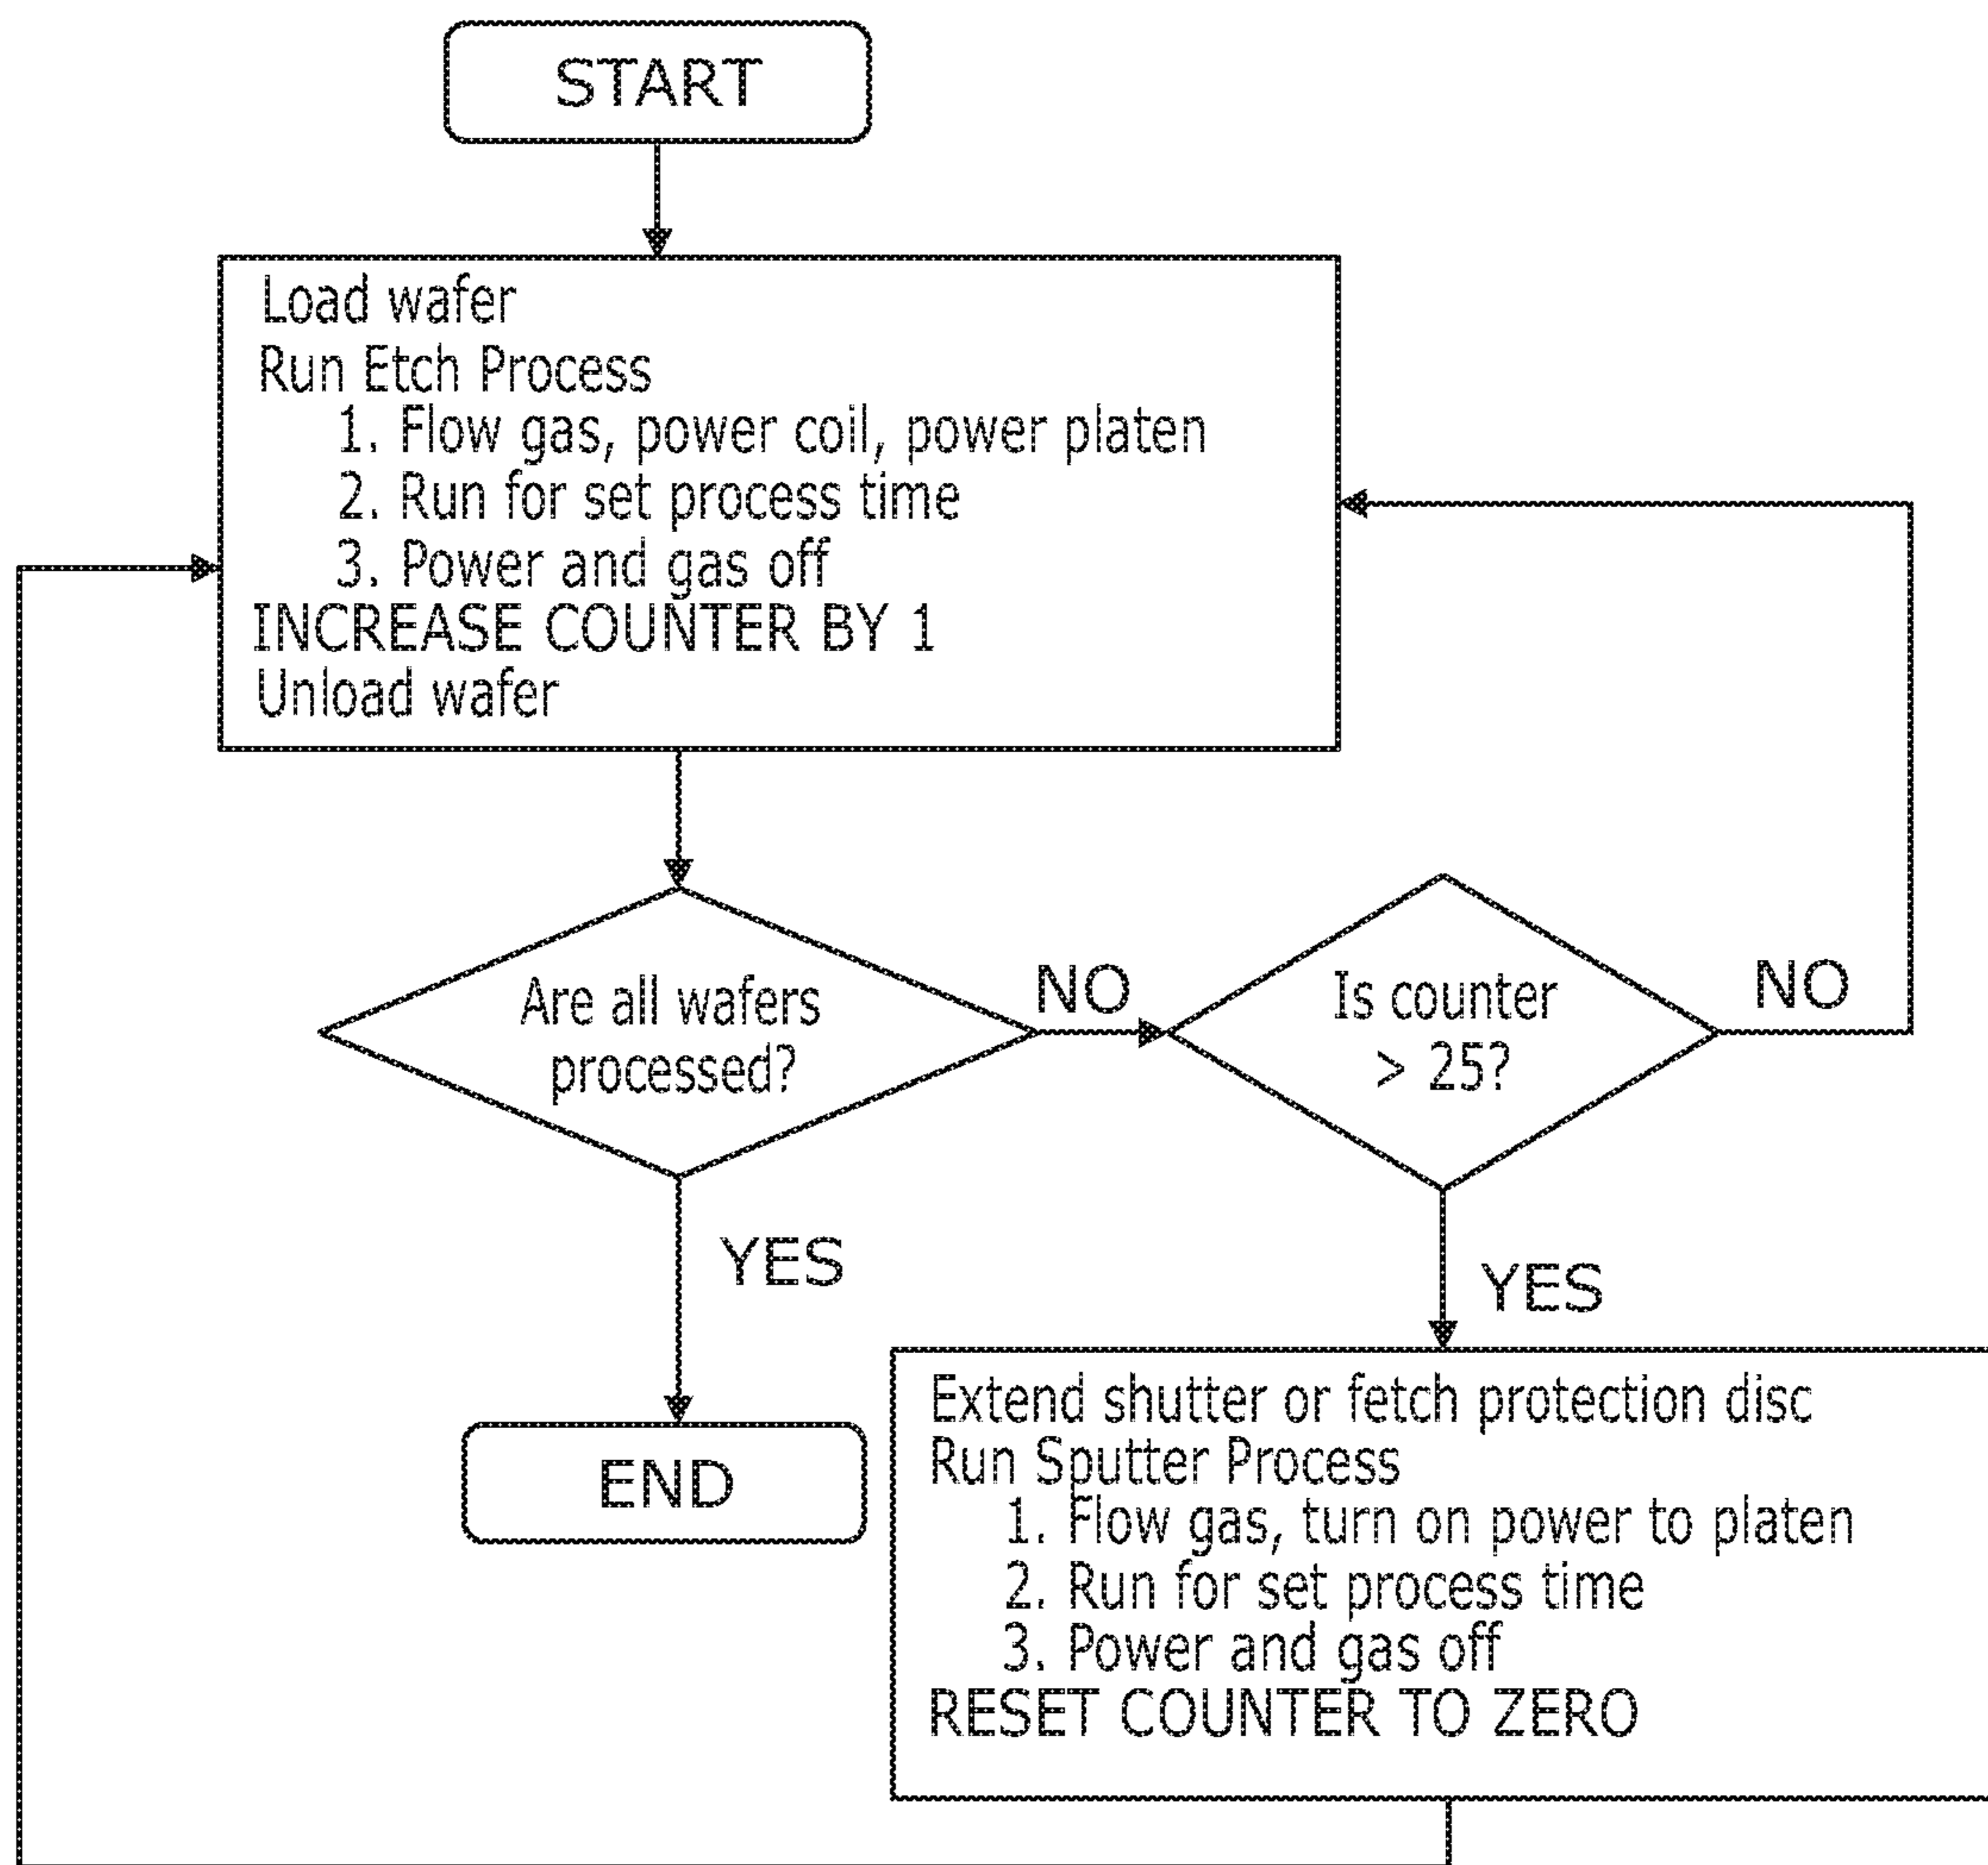 START
Load wafer
Run Etch Process
1. Flow gas, power coil, power platen
2. Run for set process time
3. Power and gas off
INCREASE COUNTER BY 1
Unload wafer
Are all wafers
processed?
NO
Is counter
> 25?
NO
YES
YES
END
Extend shutter or fetch protection disc
Run Sputter Process
1. Flow gas, turn on power to platen
2. Run for set process time
3. Power and gas off
RESET COUNTER TO ZERO